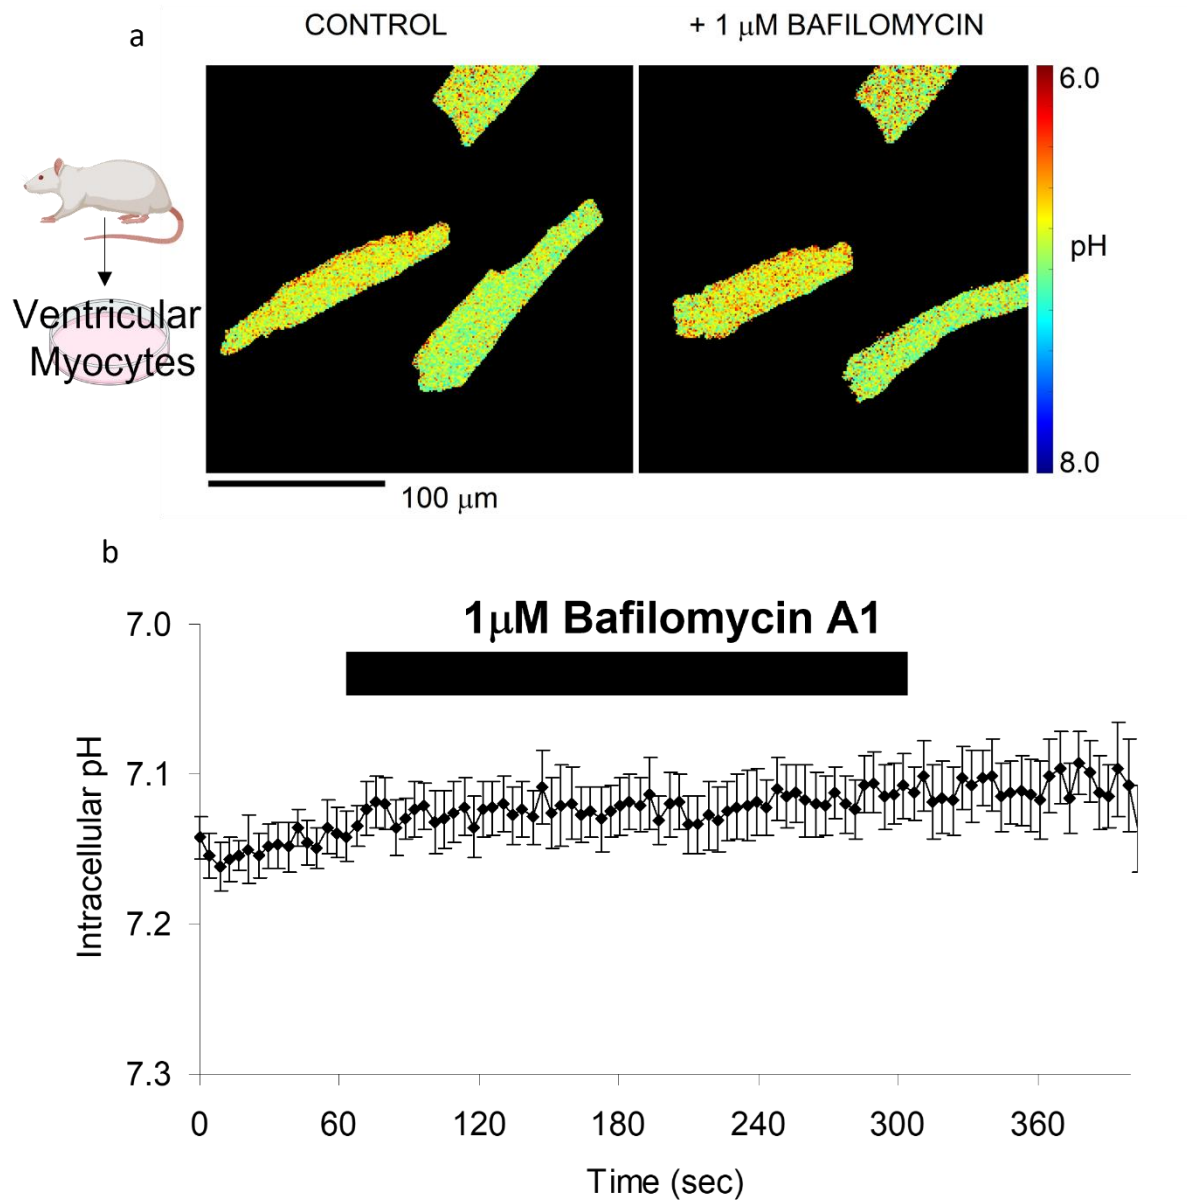 a
CONTROL
+ 1 μM BAFILOMYCIN
6.0
pH
8.0
Ventricular
Myocytes
100 μm
b
1μM Bafilomycin A1
7.0
7.1
7.2
7.3
Intracellular pH
0 60 120 180 240 300 360
Time (sec)